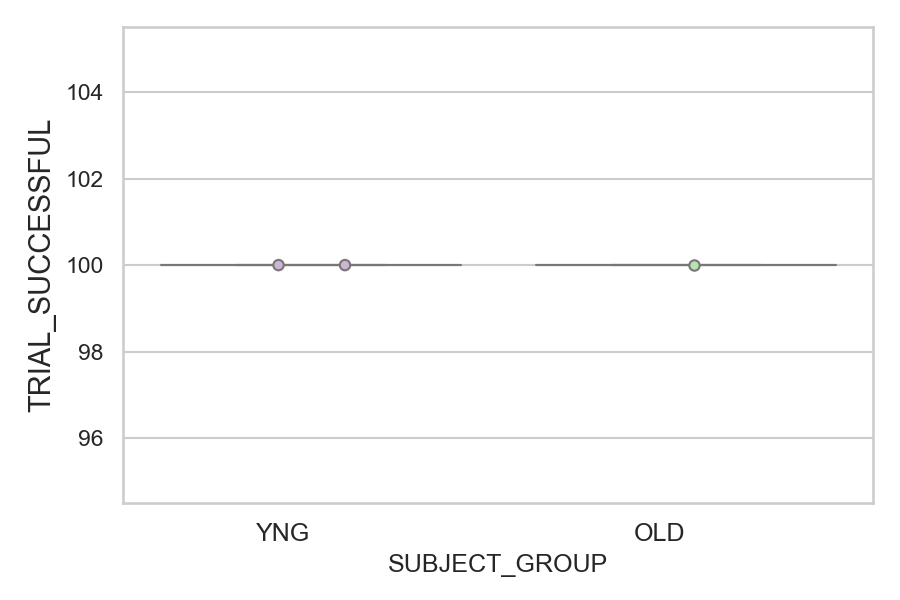 TRIAL_SUCCESSFUL
104
102
100
98
96
YNG OLD
SUBJECT_GROUP